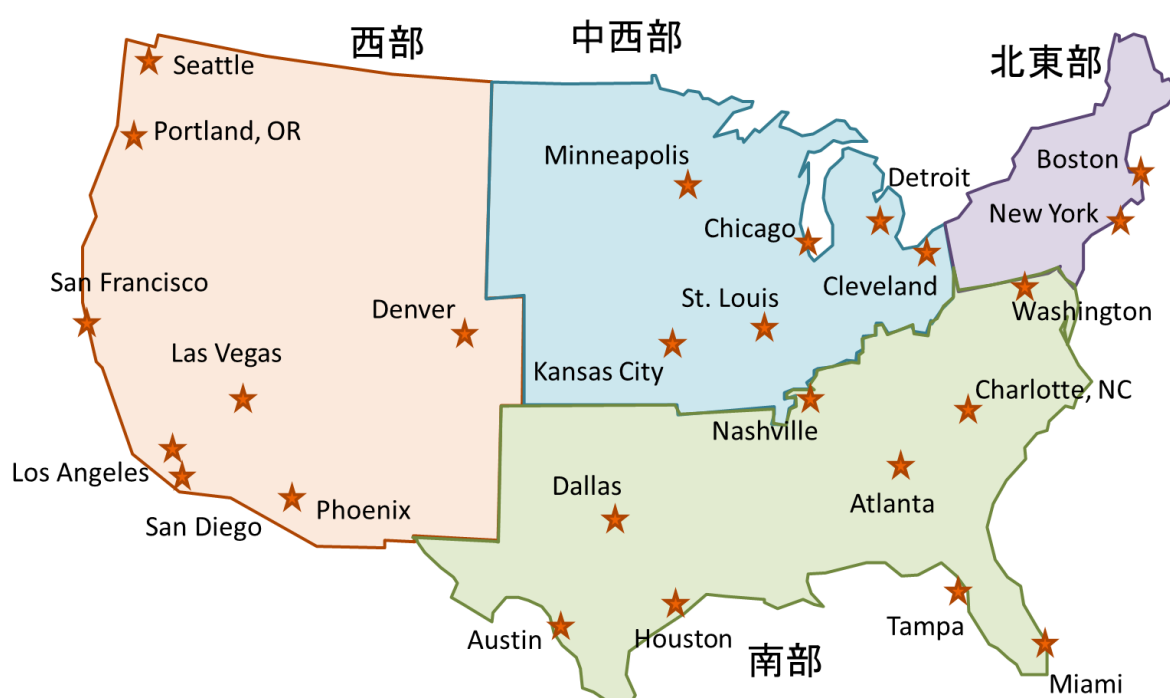 西部
中西部
北東部
Seattle
Portland, OR
Minneapolis
Detroit
Boston
Chicago
New York
San Francisco
Denver
St. Louis
Cleveland
Washington
Las Vegas
Kansas City
Charlotte, NC
Nashville
Los Angeles
San Diego
Phoenix
Dallas
Atlanta
Austin
Houston
Tampa
南部
Miami